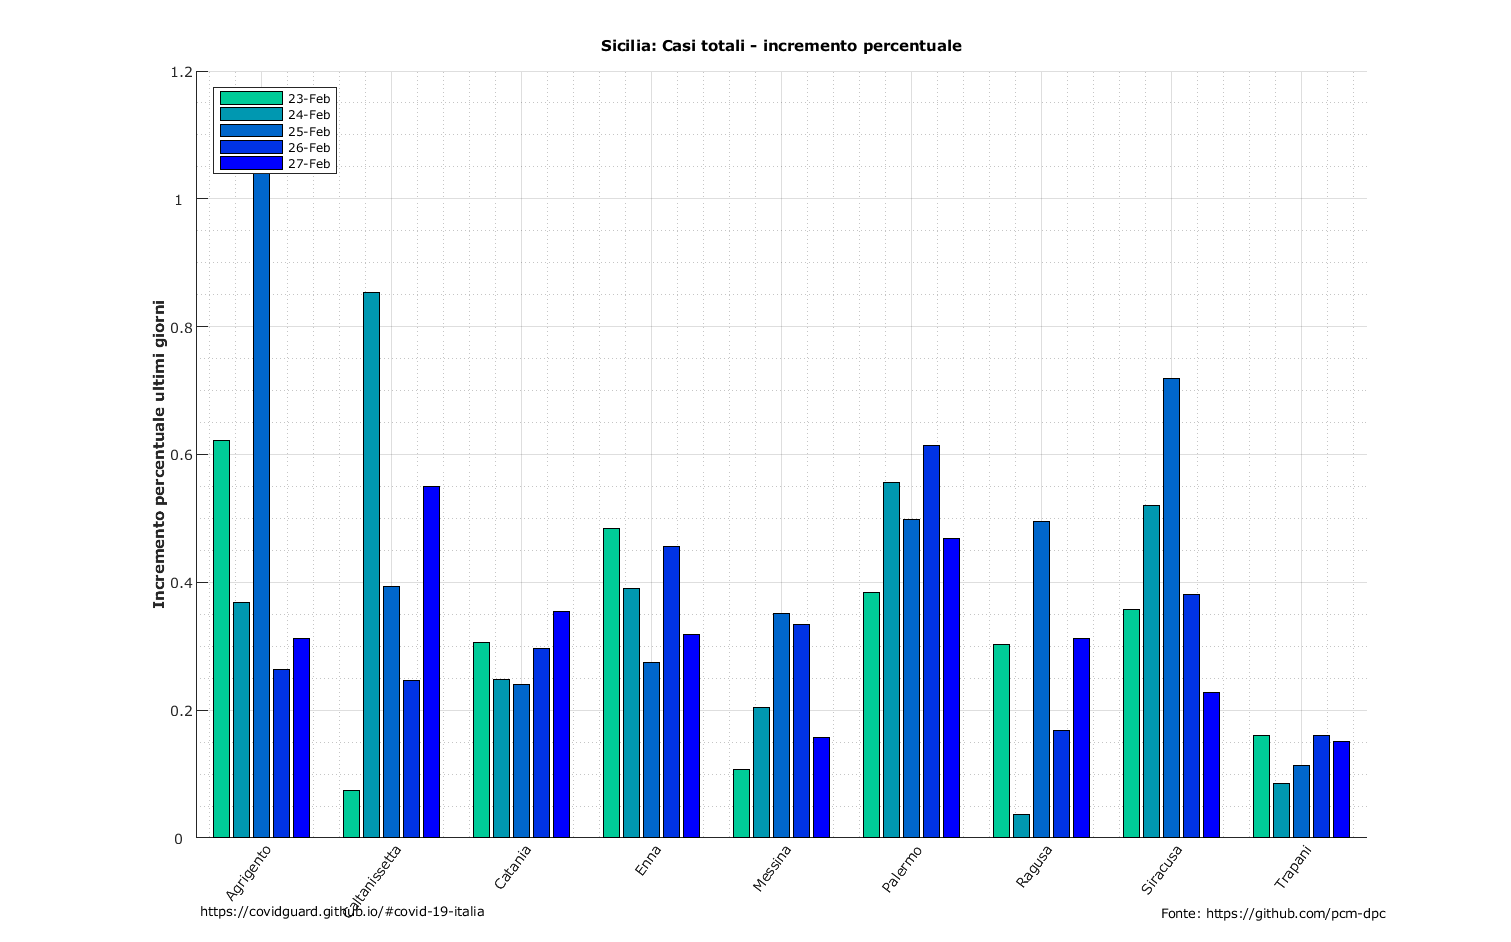 Sicilia: Casi totali - incremento percentuale
Incremento percentuale ultimi giorni
1.2
1
0.8
0.6
0.4
0.2
0
23-Feb
24-Feb
25-Feb
26-Feb
27-Feb
Agrigento
Caltanissetta
Catania
Enna
Messina
Palermo
Ragusa
Siracusa
Trapani
https://covidguard.github.io/#covid-19-italia
Fonte: https://github.com/pcm-dpc